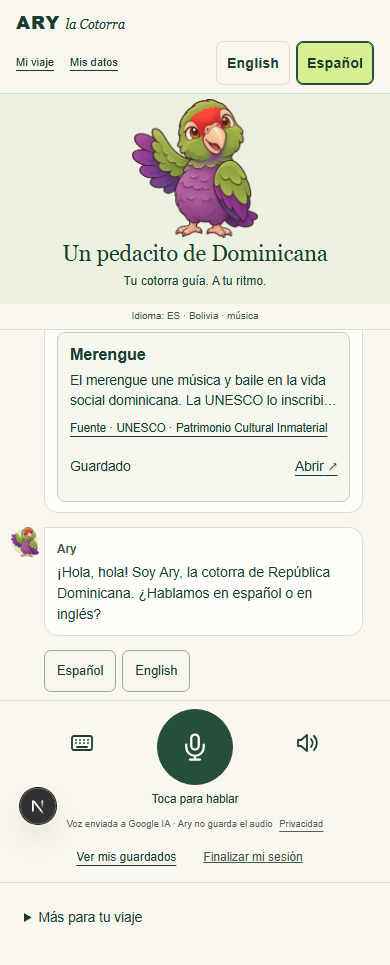 ARY la Cotorra
Mi viaje Mis datos English Español
Un pedacito de Dominicana
Tu cotorra guía. A tu ritmo.
Idioma: ES · Bolivia · música
Merengue
El merengue une música y baile en la vida
social dominicana. La UNESCO lo inscribi…
Fuente · UNESCO · Patrimonio Cultural Inmaterial
Guardado Abrir ↗
Ary
¡Hola, hola! Soy Ary, la cotorra de República
Dominicana. ¿Hablamos en español o en
inglés?
Español English
Toca para hablar
N
Voz enviada a Google IA · Ary no guarda el audio Privacidad
Ver mis guardados Finalizar mi sesión
▶ Más para tu viaje